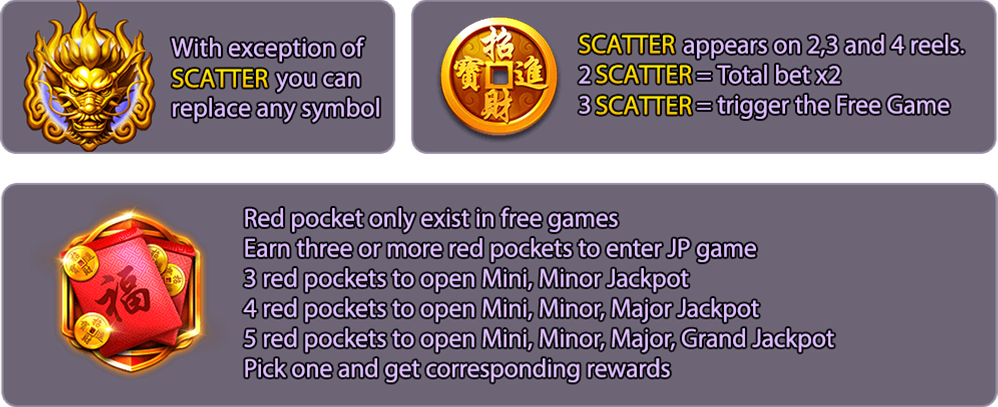 With exception of
SCATTER you can
replace any symbol
招
寶 進
財
SCATTER appears on 2,3 and 4 reels.
2 SCATTER = Total bet x2
3 SCATTER = trigger the Free Game
福
Red pocket only exist in free games
Earn three or more red pockets to enter JP game
3 red pockets to open Mini, Minor Jackpot
4 red pockets to open Mini, Minor, Major Jackpot
5 red pockets to open Mini, Minor, Major, Grand Jackpot
Pick one and get corresponding rewards